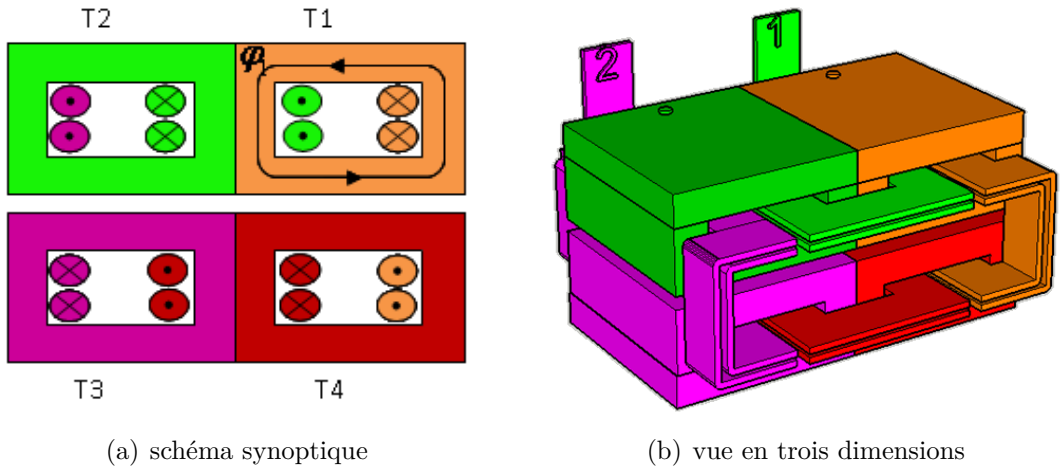 T2 T1
φ
T3 T4
2 1
(a) schéma synoptique
(b) vue en trois dimensions